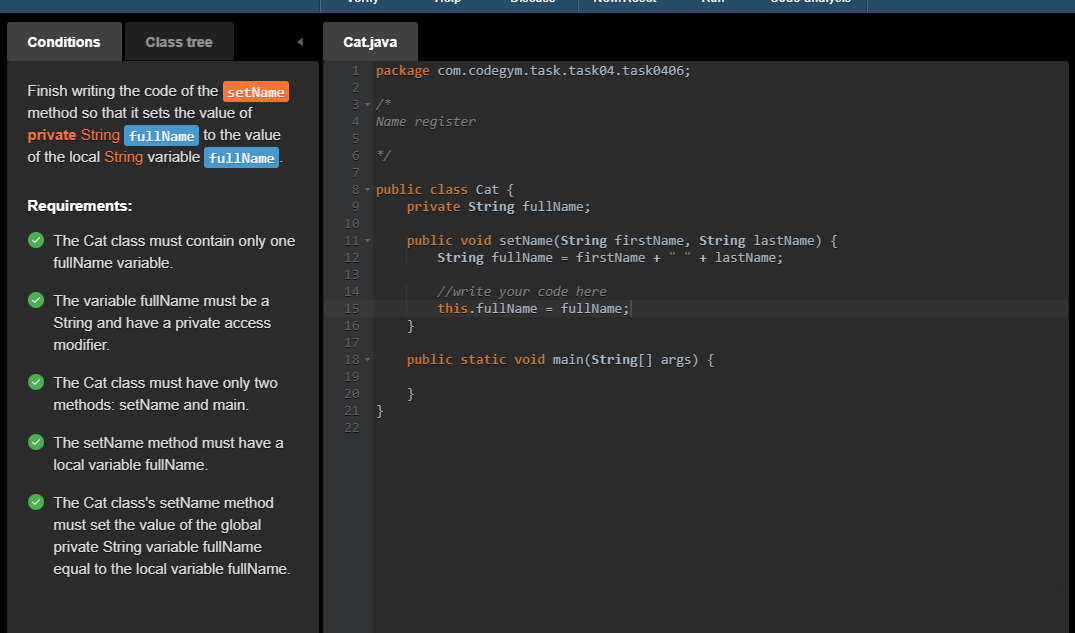 Verify Help Discuss New/Reset Run Code analysis
Conditions Class tree
Cat.java
Finish writing the code of the setName
method so that it sets the value of
private String fullName to the value
of the local String variable fullName.
Requirements:
The Cat class must contain only one
fullName variable.
The variable fullName must be a
String and have a private access
modifier.
The Cat class must have only two
methods: setName and main.
The setName method must have a
local variable fullName.
The Cat class's setName method
must set the value of the global
private String variable fullName
equal to the local variable fullName.
1 package com.codegym.task.task04.task0406;
2
3 /*
4 Name register
5
6 */
7
8 public class Cat {
9 private String fullName;
10
11 public void setName(String firstName, String lastName) {
12 String fullName = firstName + " " + lastName;
13
14 //write your code here
15 this.fullName = fullName;
16 }
17
18 public static void main(String[] args) {
19
20 }
21 }
22